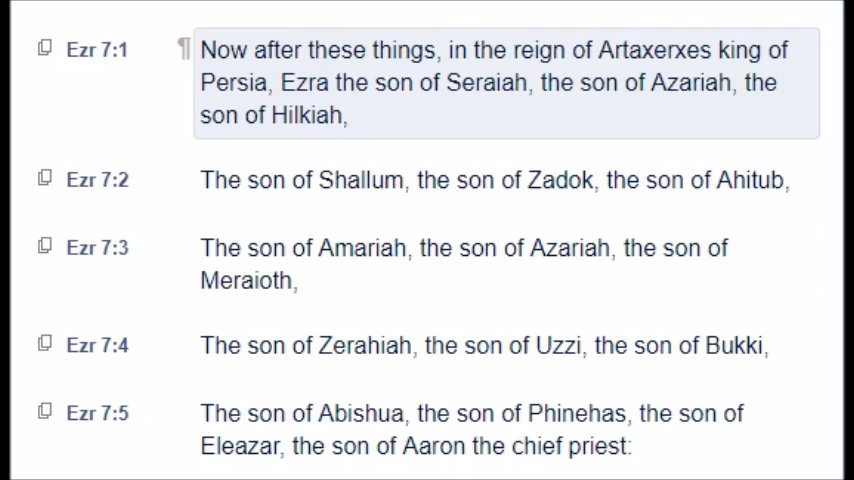 Ezr 7:1 ¶ Now after these things, in the reign of Artaxerxes king of
Persia, Ezra the son of Seraiah, the son of Azariah, the
son of Hilkiah,
Ezr 7:2 The son of Shallum, the son of Zadok, the son of Ahitub,
Ezr 7:3 The son of Amariah, the son of Azariah, the son of
Meraioth,
Ezr 7:4 The son of Zerahiah, the son of Uzzi, the son of Bukki,
Ezr 7:5 The son of Abishua, the son of Phinehas, the son of
Eleazar, the son of Aaron the chief priest: